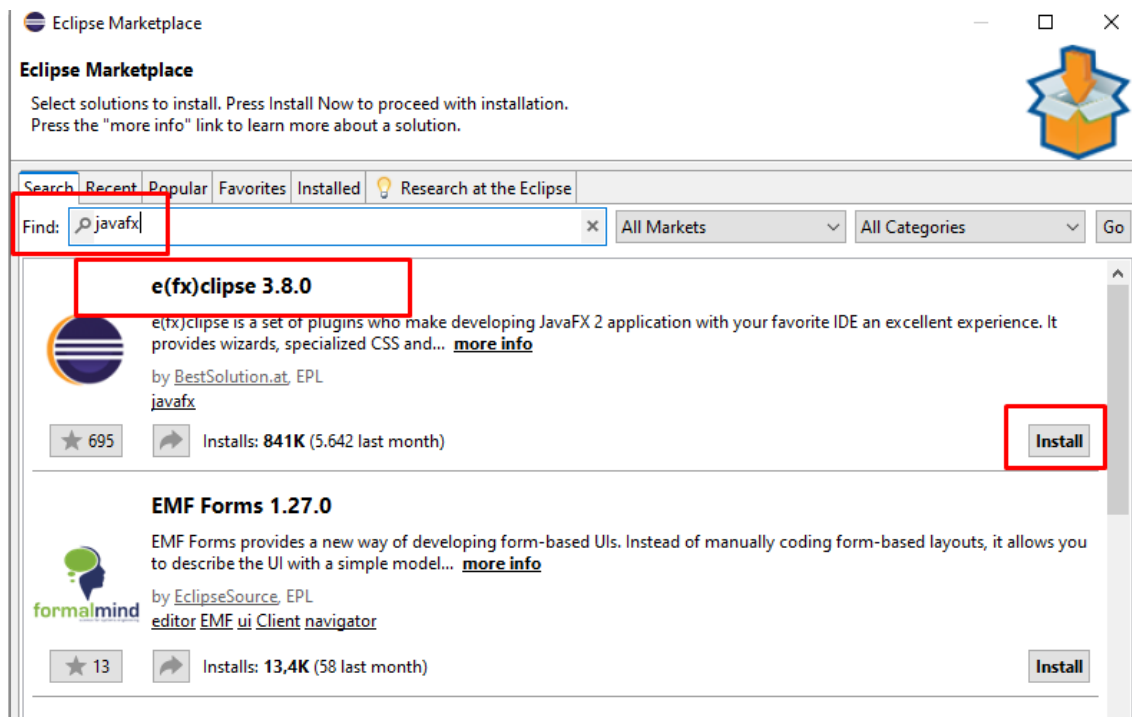 Eclipse Marketplace
Eclipse Marketplace
Select solutions to install. Press Install Now to proceed with installation.
Press the "more info" link to learn more about a solution.
Search Recent Popular Favorites Installed Research at the Eclipse
Find: javafx All Markets All Categories Go
e(fx)clipse 3.8.0
e(fx)clipse is a set of plugins who make developing JavaFX 2 application with your favorite IDE an excellent experience. It
provides wizards, specialized CSS and... more info
by BestSolution.at, EPL
javafx
695 Installs: 841K (5.642 last month) Install
EMF Forms 1.27.0
EMF Forms provides a new way of developing form-based UIs. Instead of manually coding form-based layouts, it allows you
to describe the UI with a simple model... more info
formalmind
by EclipseSource, EPL
editor EMF ui Client navigator
13 Installs: 13,4K (58 last month) Install